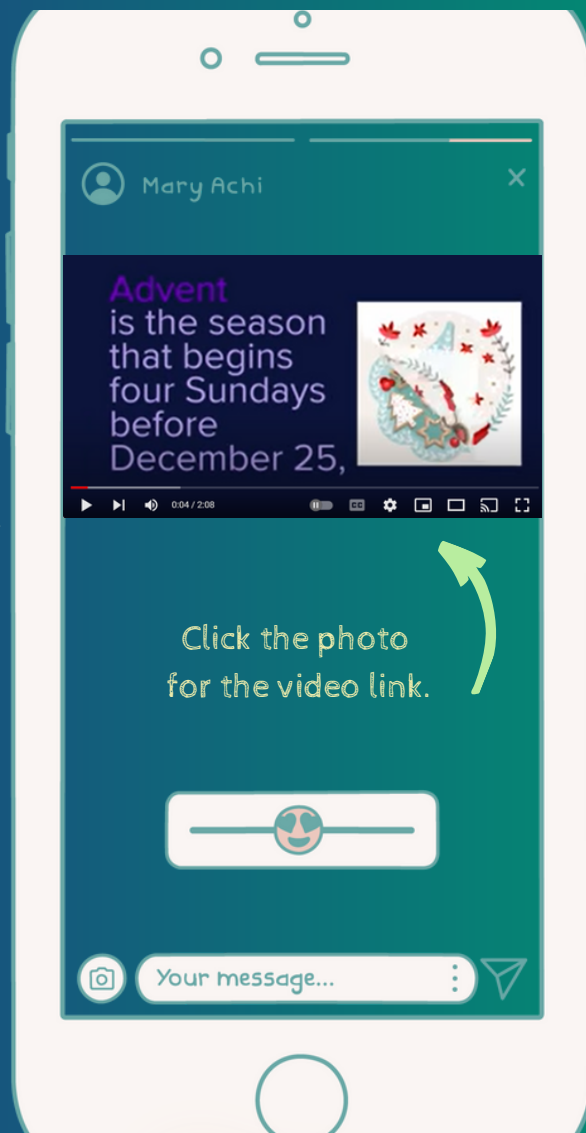 Mary Achi
Advent
is the season
that begins
four Sundays
before
December 25,
0:04 / 2:08
CC
Click the photo
for the video link.
Your message...